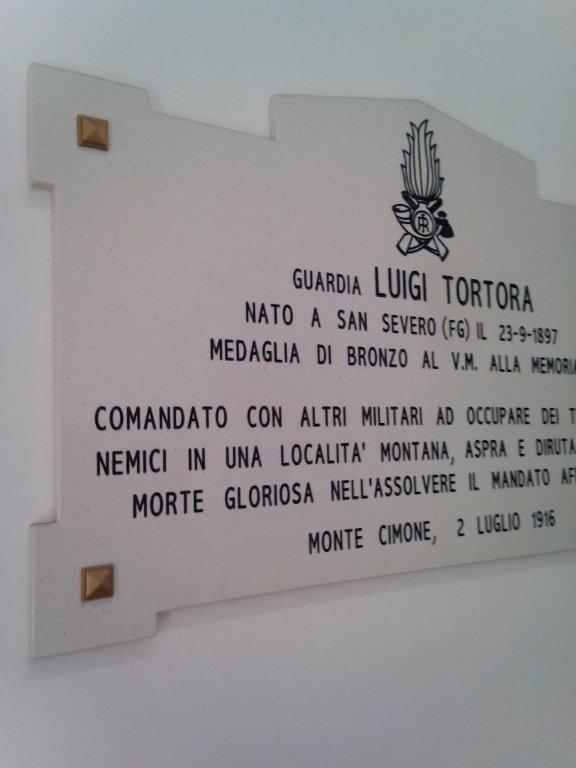 GUARDIA LUIGI TORTORA
NATO A SAN SEVERO (FG) IL 23-9-1897
MEDAGLIA DI BRONZO AL V.M. ALLA MEMORIA
COMANDATO CON ALTRI MILITARI AD OCCUPARE DEI
NEMICI IN UNA LOCALITA' MONTANA, ASPRA E DIRUTA
MORTE GLORIOSA NELL'ASSOLVERE IL MANDATO
MONTE CIMONE, 2 LUGLIO 1916